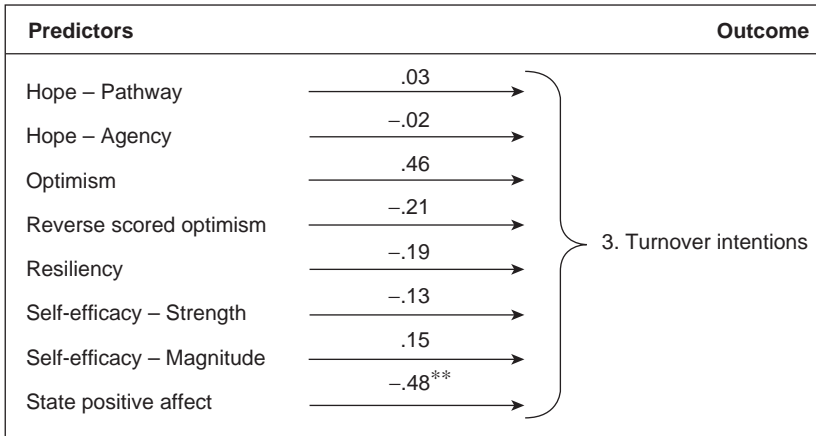 Predictors Outcome
Hope – Pathway .03
Hope – Agency –.02
Optimism .46
Reverse scored optimism –.21
Resiliency –.19
Self-efficacy – Strength –.13
Self-efficacy – Magnitude .15
State positive affect –.48**
3. Turnover intentions